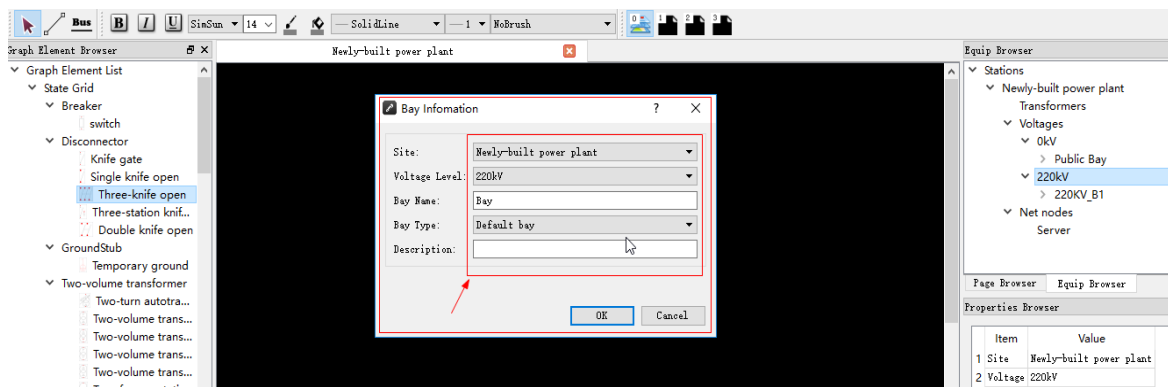 Bus B I U SimSun 14 SolidLine 1 NoBrush 0 1 2 3
Graph Element Browser
Newly-built power plant
Equip Browser
Graph Element List
State Grid
Breaker
switch
Disconnector
Knife gate
Single knife open
Three-knife open
Three-station knif...
Double knife open
GroundStub
Temporary ground
Two-volume transformer
Two-turn autotra...
Two-volume trans...
Two-volume trans...
Two-volume trans...
Two-volume trans...
Bay Infomation ?
Site: Newly-built power plant
Voltage Level: 220kV
Bay Name: Bay
Bay Type: Default bay
Description:
OK Cancel
Stations
Newly-built power plant
Transformers
Voltages
0kV
Public Bay
220kV
220KV_B1
Net nodes
Server
Page Browser Equip Browser
Properties Browser
Item Value
1 Site Newly-built power plant
2 Voltage 220kV